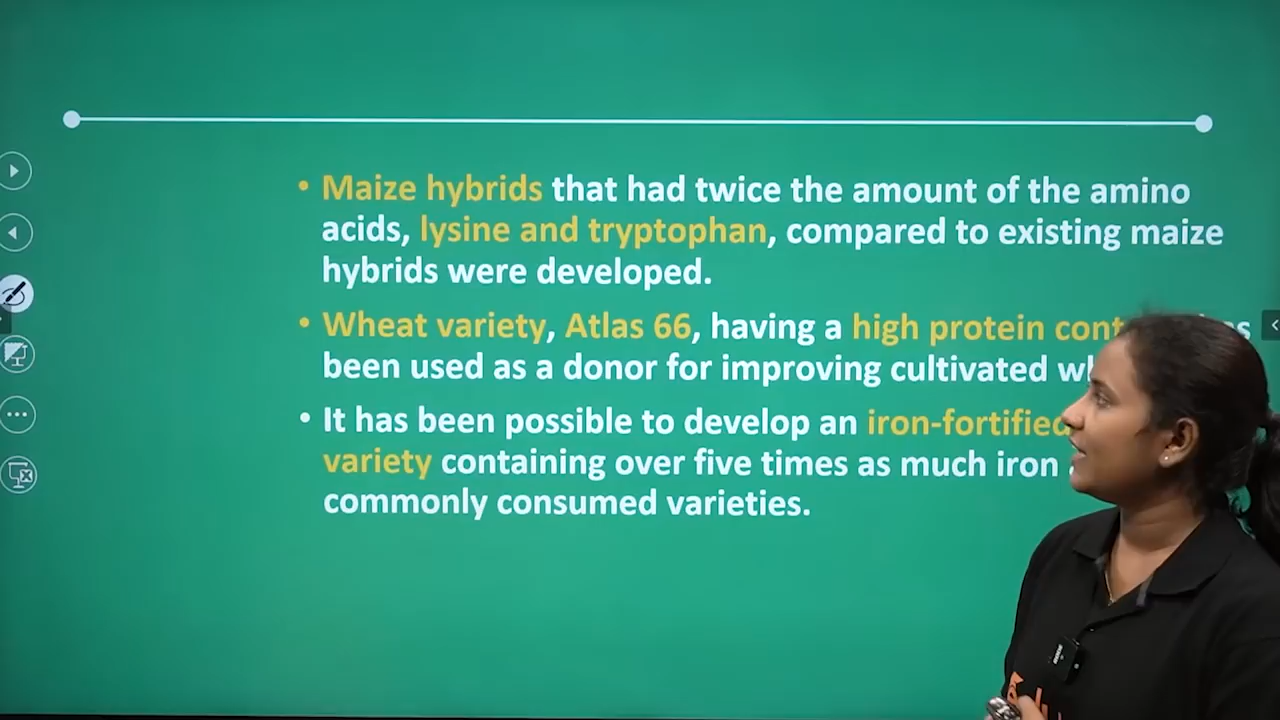 • Maize hybrids that had twice the amount of the amino
acids, lysine and tryptophan, compared to existing maize
hybrids were developed.
• Wheat variety, Atlas 66, having a high protein
been used as a donor for improving cultivated
• It has been possible to develop an iron-fortified
variety containing over five times as much iron
commonly consumed varieties.